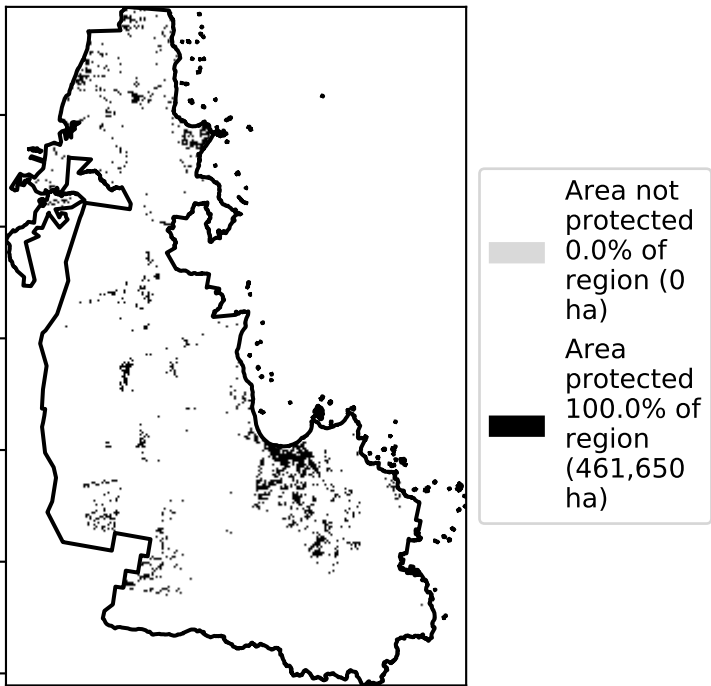 Area not
protected
0.0% of
region (0
ha)
Area
protected
100.0% of
region
(461,650
ha)